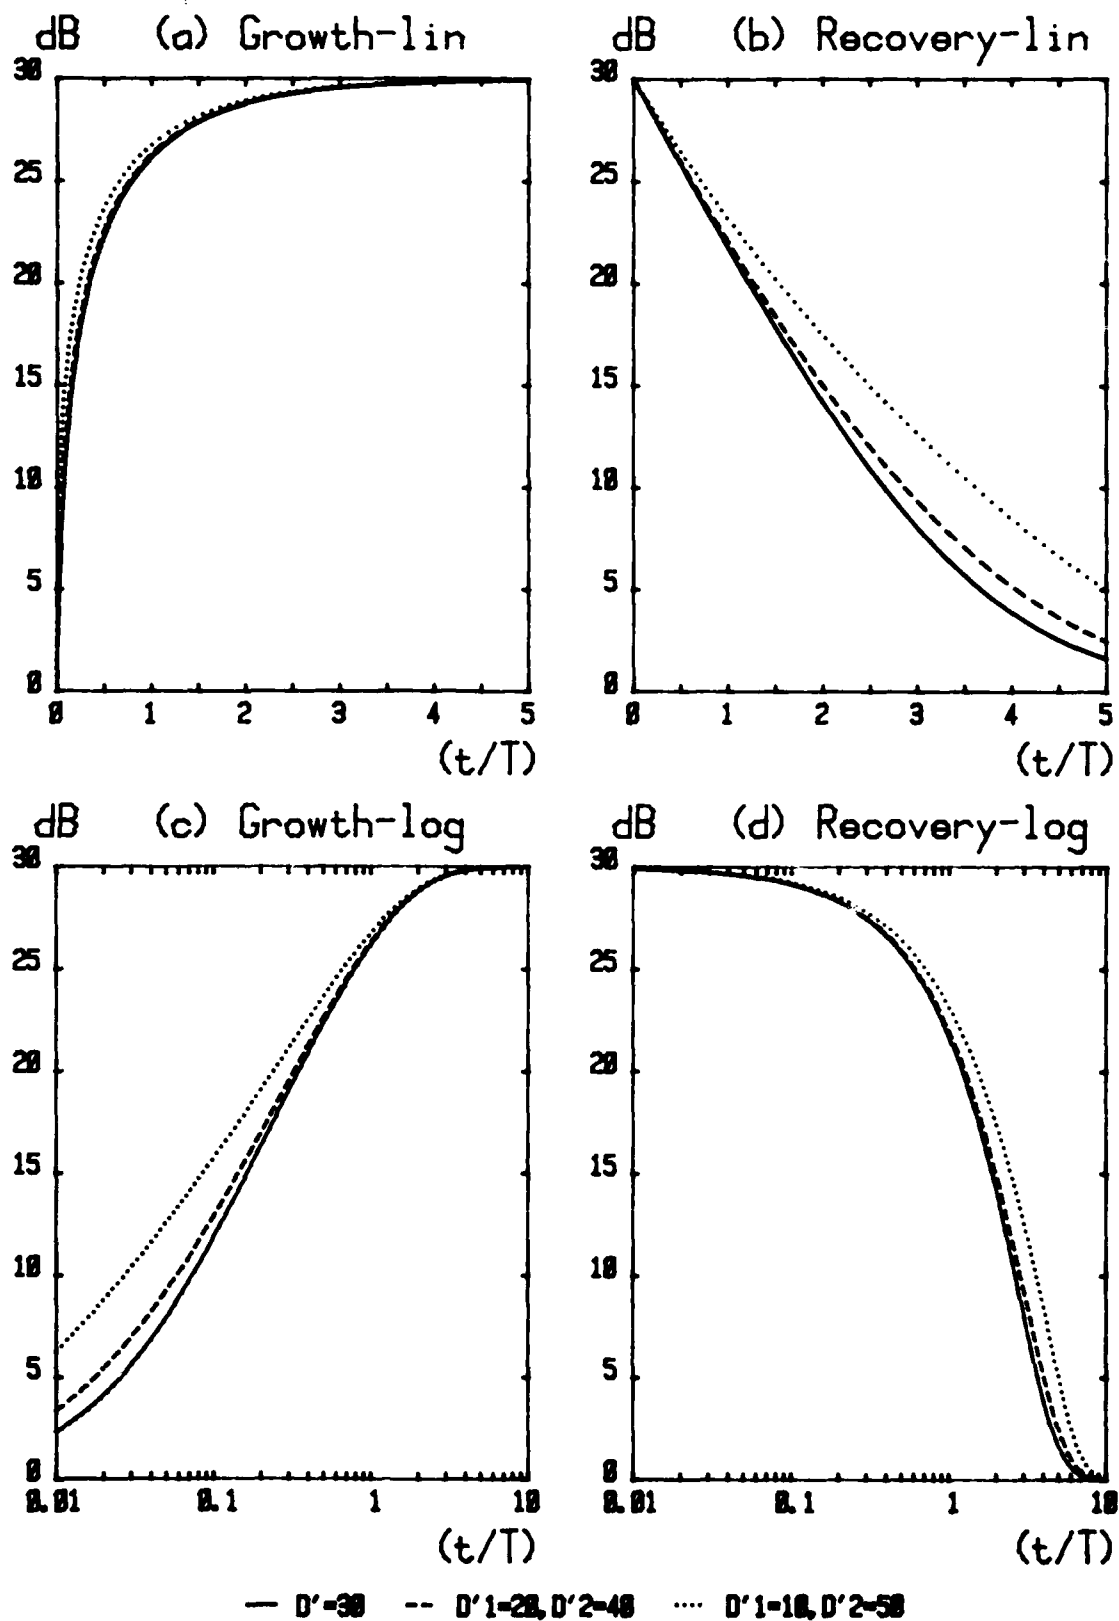 dB (a) Growth-lin
30
25
20
15
10
5
0
0 1 2 3 4 5
(t/T)
dB (b) Recovery-lin
30
25
20
15
10
5
0
0 1 2 3 4 5
(t/T)
dB (c) Growth-log
30
25
20
15
10
5
0
0.01 0.1 1 10
(t/T)
dB (d) Recovery-log
30
25
20
15
10
5
0
0.01 0.1 1 10
(t/T)
— D'=30 -- D'1=20,D'2=40 ···· D'1=10,D'2=50